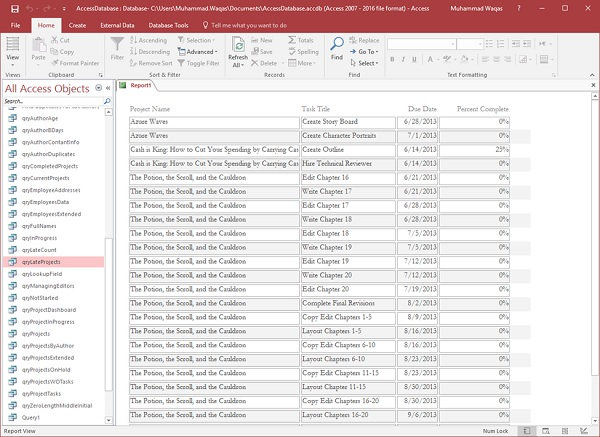 AccessDatabase : Database- C:\Users\Muhammad.Waqas\Documents\AccessDatabase.accdb (Access 2007 - 2016 file format) - Access
Muhammad Waqas
File Home Create External Data Database Tools Tell me what you want to do
View
Views
Paste
Cut
Copy
Format Painter
Clipboard
Filter
Ascending
Descending
Remove Sort
Selection
Advanced
Toggle Filter
Sort & Filter
Refresh All
New
Save
Delete
Totals
Spelling
More
Records
Find
Replace
Go To
Select
Find
B I U
Text Formatting
All Access Objects
Search...
qryAuthorAge
qryAuthorBDays
qryAuthorContantInfo
qryAuthorDuplicates
qryCompletedProjects
qryCurrentProjects
qryEmployeeAddresses
qryEmployeesData
qryEmployeesExtended
qryFullNames
qryInProgress
qryLateCount
qryLateProjects
qryLookupField
qryManagingEditors
qryNotStarted
qryProjectDashboard
qryProjectInProgress
qryProjects
qryProjectsByAuthor
qryProjectsExtended
qryProjectsOnHold
qryProjectsWOTasks
qryProjectTasks
qryTasks
qryZeroLengthMiddleInitial
Query1
Report1
Project Name Task Title Due Date Percent Complete
Azure Waves Create Story Board 6/28/2013 0%
Azure Waves Create Character Portraits 7/1/2013 0%
Cash is King: How to Cut Your Spending by Carrying Cas Create Outline 6/14/2013 25%
Cash is King: How to Cut Your Spending by Carrying Cas Hire Technical Reviewer 6/14/2013 0%
The Potion, the Scroll, and the Cauldron Edit Chapter 16 6/21/2013 0%
The Potion, the Scroll, and the Cauldron Write Chapter 17 6/21/2013 0%
The Potion, the Scroll, and the Cauldron Edit Chapter 17 6/28/2013 0%
The Potion, the Scroll, and the Cauldron Write Chapter 18 6/28/2013 0%
The Potion, the Scroll, and the Cauldron Edit Chapter 18 7/5/2013 0%
The Potion, the Scroll, and the Cauldron Write Chapter 19 7/5/2013 0%
The Potion, the Scroll, and the Cauldron Edit Chapter 19 7/12/2013 0%
The Potion, the Scroll, and the Cauldron Write Chapter 20 7/12/2013 0%
The Potion, the Scroll, and the Cauldron Edit Chapter 20 7/19/2013 0%
The Potion, the Scroll, and the Cauldron Complete Final Revisions 8/2/2013 0%
The Potion, the Scroll, and the Cauldron Copy Edit Chapters 1-5 8/9/2013 0%
The Potion, the Scroll, and the Cauldron Layout Chapters 1-5 8/16/2013 0%
The Potion, the Scroll, and the Cauldron Copy Edit Chapters 6-10 8/16/2013 0%
The Potion, the Scroll, and the Cauldron Layout Chapters 6-10 8/23/2013 0%
The Potion, the Scroll, and the Cauldron Copy Edit Chapters 11-15 8/23/2013 0%
The Potion, the Scroll, and the Cauldron Layout Chapter 11-15 8/30/2013 0%
The Potion, the Scroll, and the Cauldron Copy Edit Chapters 16-20 8/30/2013 0%
The Potion, the Scroll, and the Cauldron Layout Chapters 16-20 9/6/2013 0%
Report View
Num Lock